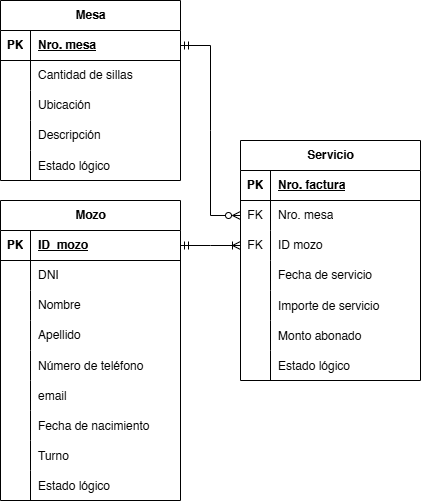 Mesa
PK Nro. mesa
Cantidad de sillas
Ubicación
Descripción
Estado lógico
Mozo
PK ID_mozo
DNI
Nombre
Apellido
Número de teléfono
email
Fecha de nacimiento
Turno
Estado lógico
Servicio
PK Nro. factura
FK Nro. mesa
FK ID mozo
Fecha de servicio
Importe de servicio
Monto abonado
Estado lógico